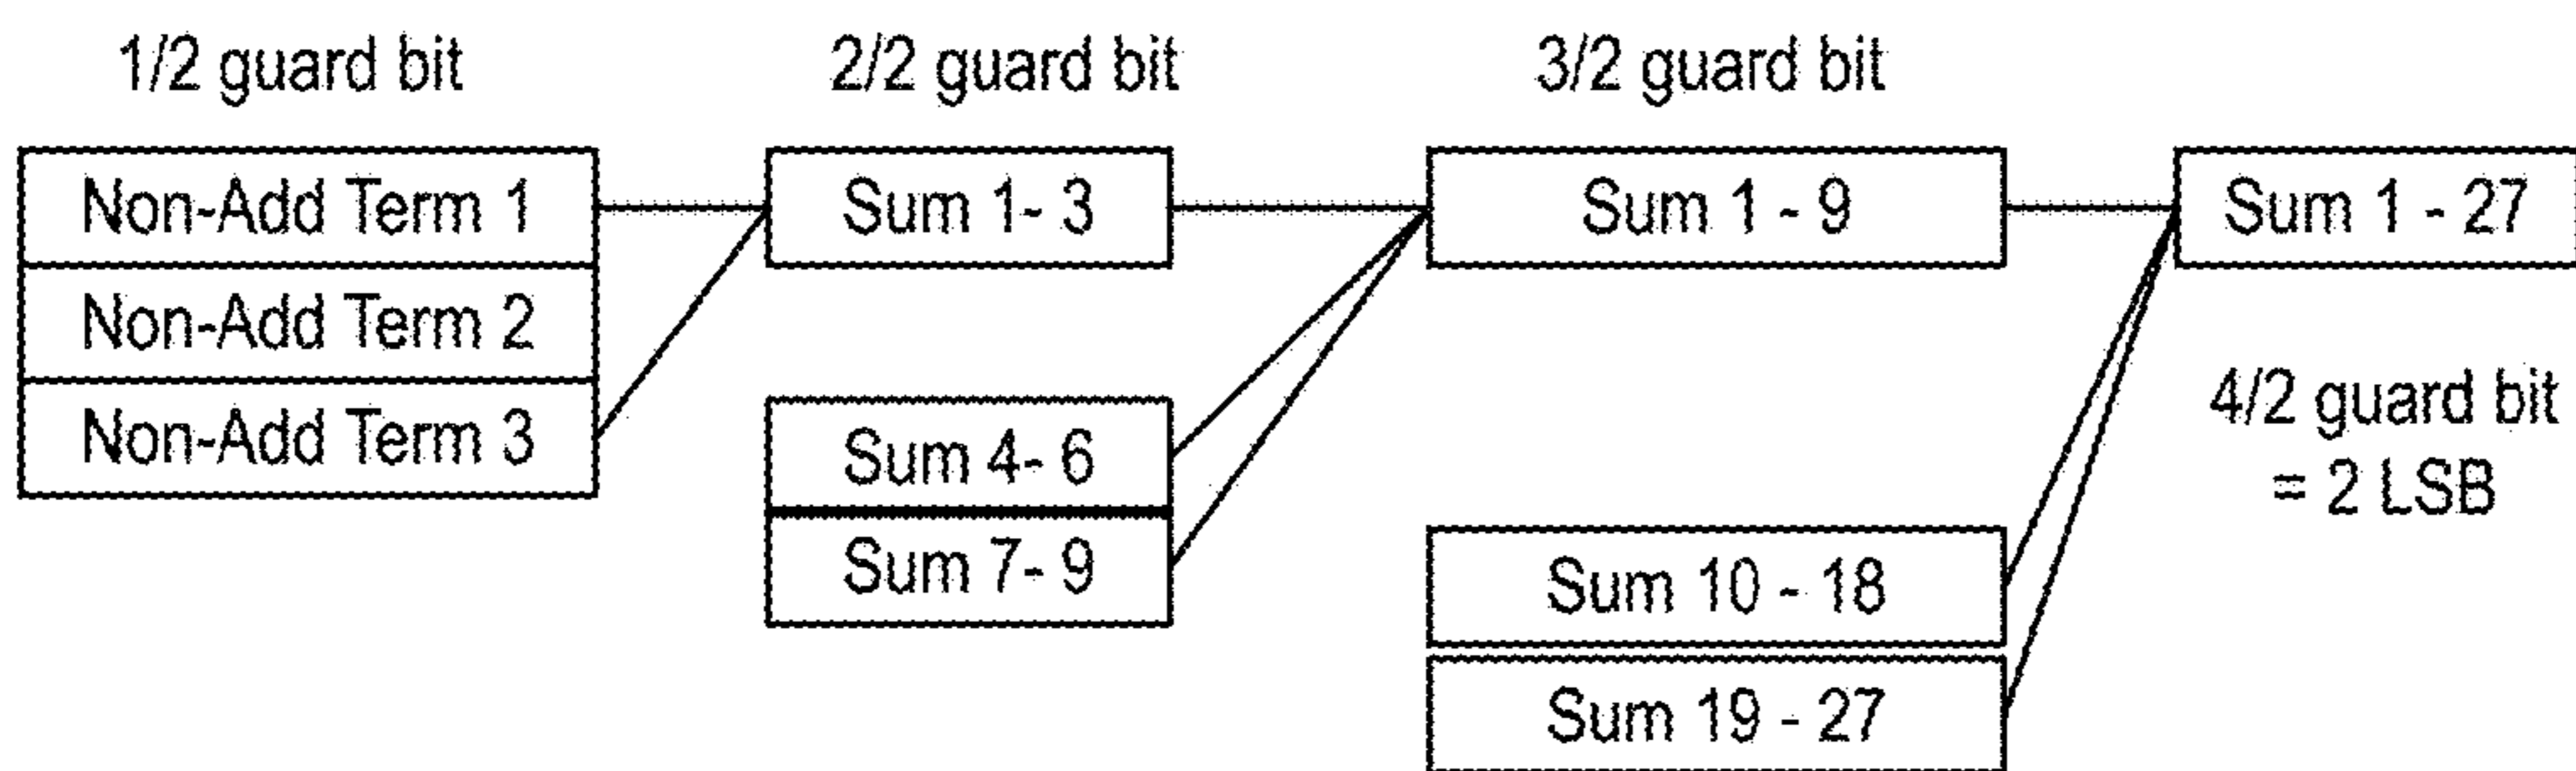 1/2 guard bit
2/2 guard bit
3/2 guard bit
Non-Add Term 1
Non-Add Term 2
Non-Add Term 3
Sum 1- 3
Sum 4- 6
Sum 7- 9
Sum 1 - 9
Sum 10 - 18
Sum 19 - 27
Sum 1 - 27
4/2 guard bit
= 2 LSB